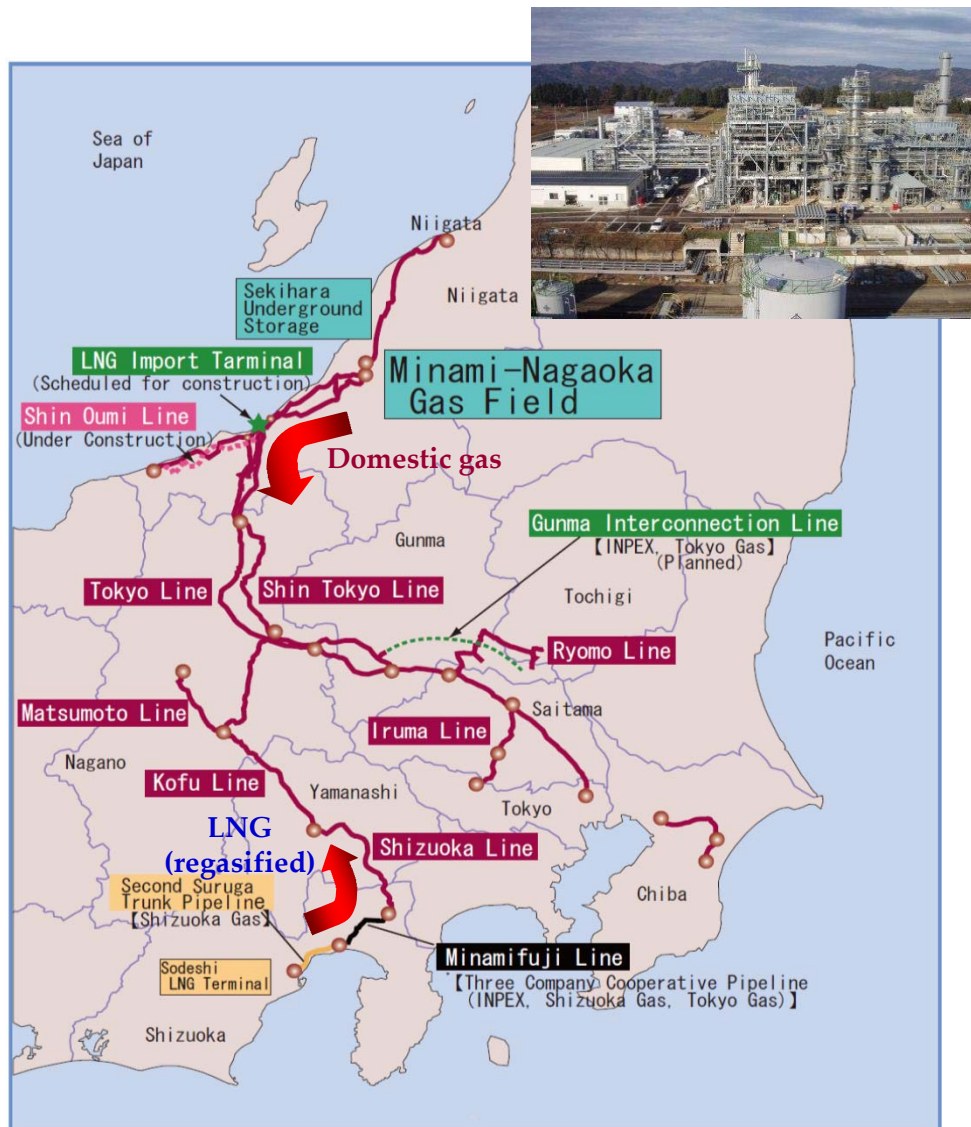 Sea of
Japan
Niigata
Niigata
Sekihara
Underground
Storage
LNG Import Tarminal
(Scheduled for construction)
Minami-Nagaoka
Gas Field
Shin Oumi Line
(Under Construction)
Domestic gas
Gunma Interconnection Line
【INPEX, Tokyo Gas】
(Planned)
Gunma
Tochigi
Tokyo Line
Shin Tokyo Line
Pacific
Ocean
Ryomo Line
Matsumoto Line
Saitama
Iruma Line
Nagano
Kofu Line
Yamanashi
Tokyo
LNG
(regasified)
Shizuoka Line
Second Suruga
Trunk Pipeline
【Shizuoka Gas】
Chiba
Minamifuji Line
【Three Company Cooperative Pipeline
(INPEX, Shizuoka Gas, Tokyo Gas)】
Sodeshi
LNG Terminal
Shizuoka